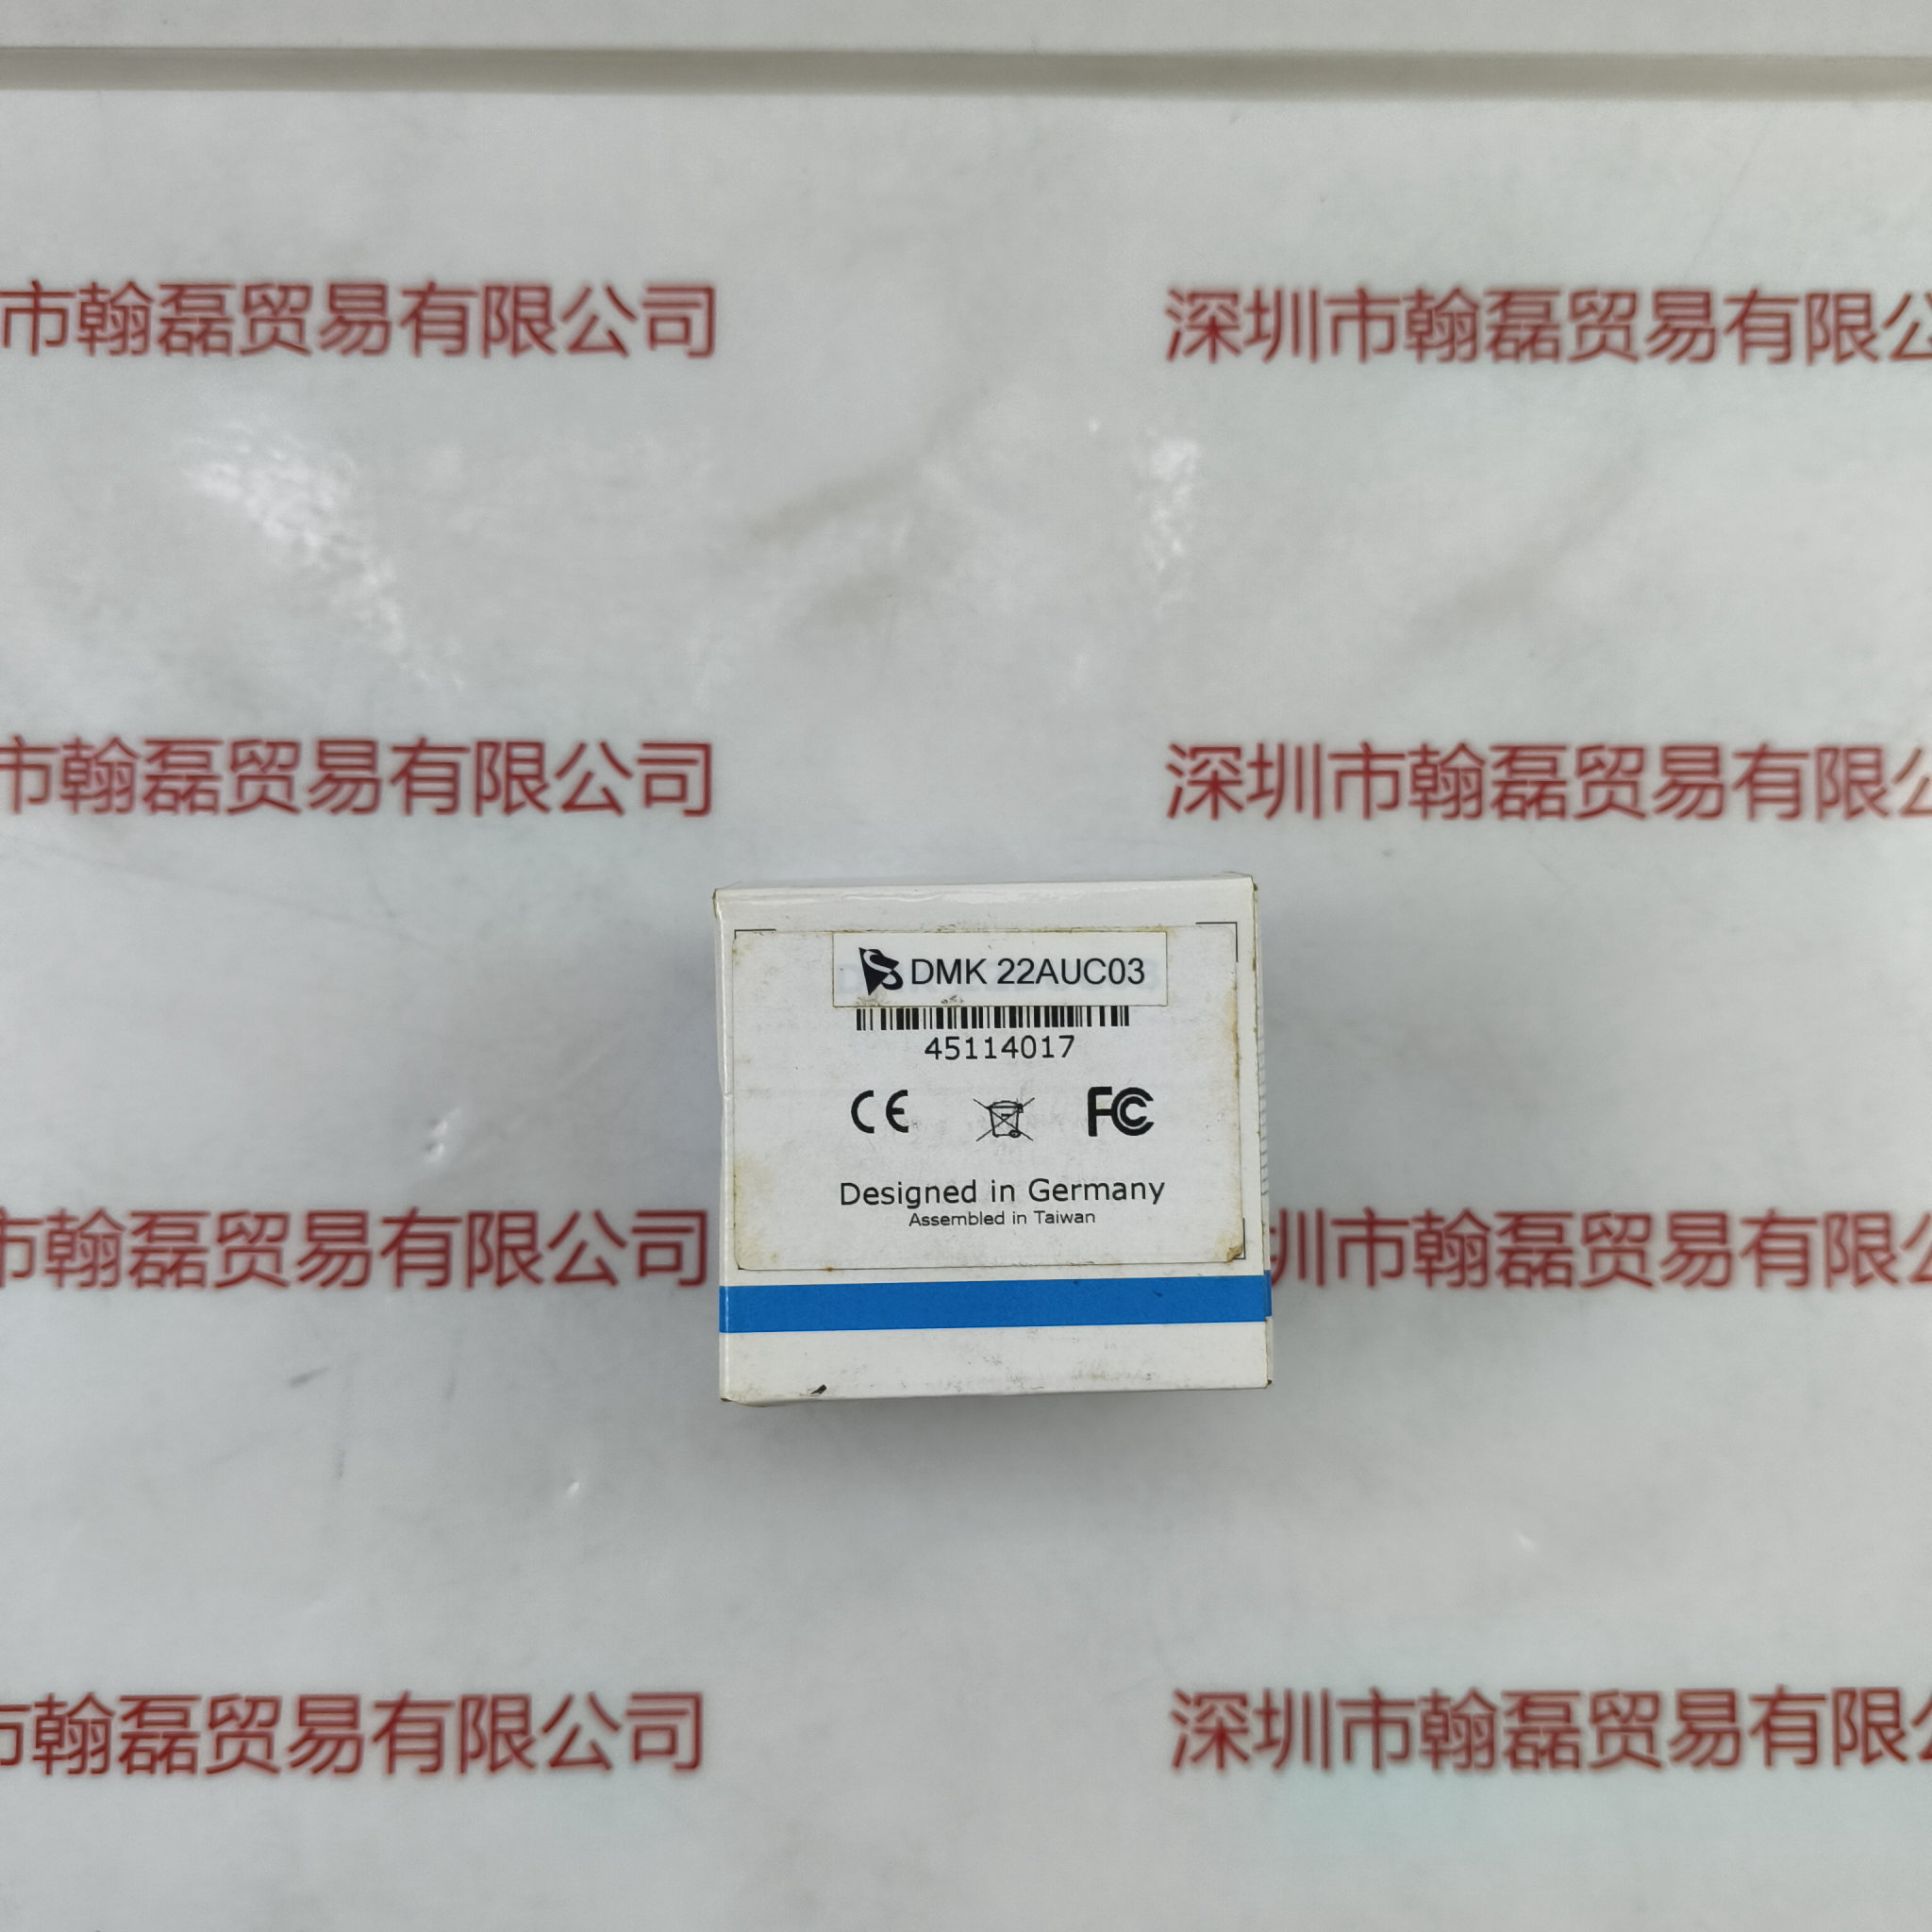 市翰磊贸易有限公司
深圳市翰磊贸易有限公
市翰磊贸易有限公司
深圳市翰磊贸易有限公
DMK 22AUC03
45114017
CE
FC
Designed in Germany
Assembled in Taiwan
市翰磊贸易有限公司
圳市翰磊贸易有限公
市翰磊贸易有限公司
深圳市翰磊贸易有限公